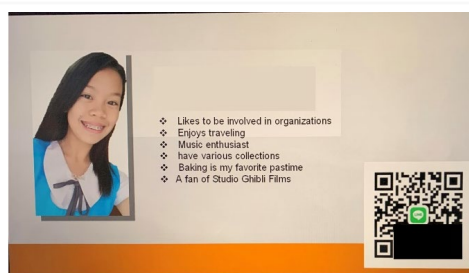 Likes to be involved in organizations
Enjoys traveling
Music enthusiast
have various collections
Baking is my favorite pastime
A fan of Studio Ghibli Films